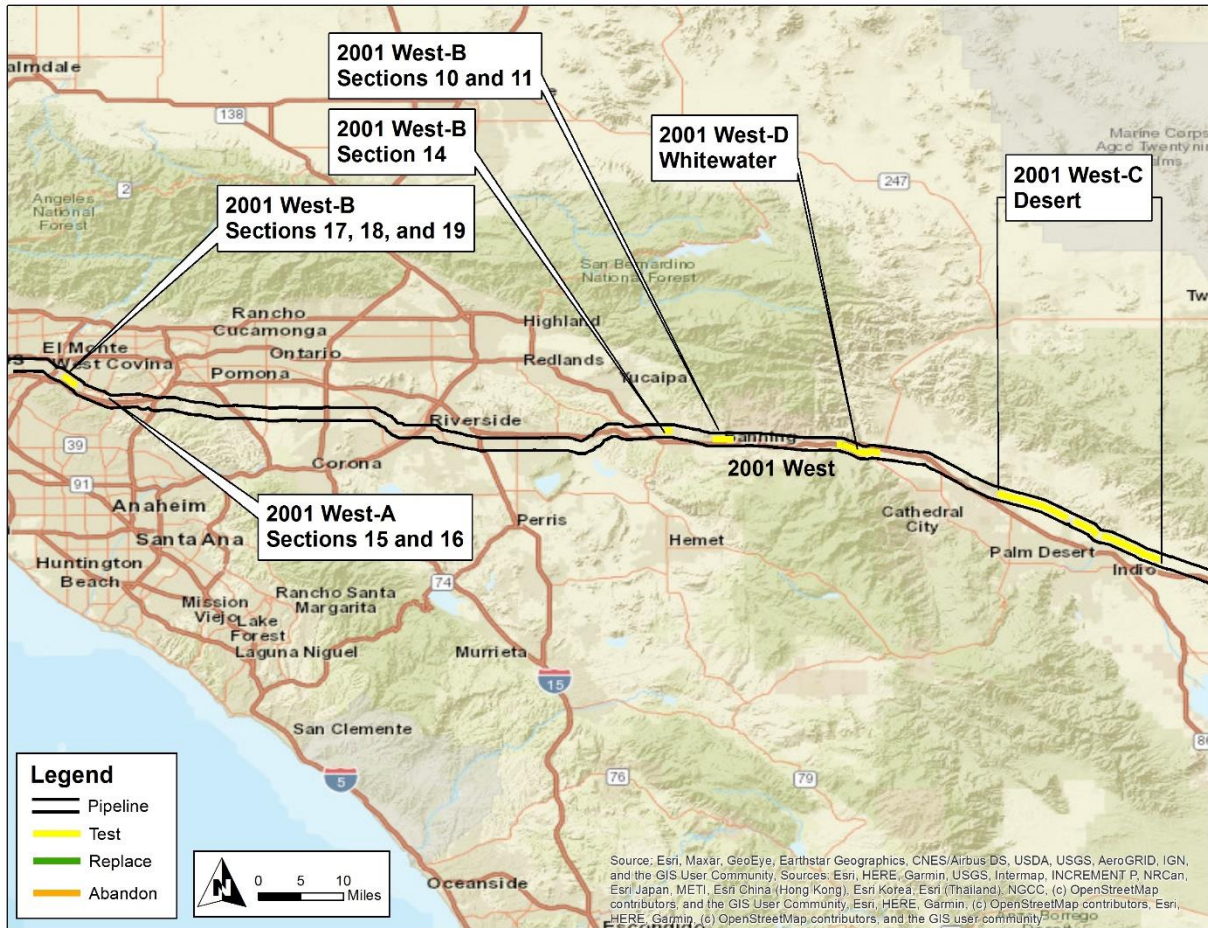 almdale
138
2001 West-B
Sections 10 and 11
2001 West-B
Section 14
2001 West-D
Whitewater
247
Marine Corps
Agcc Twentynin
Palms
2001 West-C
Desert
2
Angeles
National
Forest
2001 West-B
Sections 17, 18, and 19
San Bernardino
National Forest
Tw
Rancho
Cucamonga
Highland
El Monte
West Covina
Ontario
Pomona
Redlands
Yucaipa
Riverside
Banning
2001 West
39
Corona
91
Anaheim
Santa Ana
2001 West-A
Sections 15 and 16
Perris
Hemet
Cathedral
City
Palm Desert
Indio
Huntington
Beach
74
Rancho Santa
Margarita
Mission
Viejo
Lake
Forest
Laguna Niguel
Murrieta
15
San Clemente
86
5
76
79
Legend
Pipeline
Test
Replace
Abandon
N
0 5 10
Miles
Oceanside
Escondido
Source: Esri, Maxar, GeoEye, Earthstar Geographics, CNES/Airbus DS, USDA, USGS, AeroGRID, IGN,
and the GIS User Community, Sources: Esri, HERE, Garmin, USGS, Intermap, INCREMENT P, NRCan,
Esri Japan, METI, Esri China (Hong Kong), Esri Korea, Esri (Thailand), NGCC, (c) OpenStreetMap
contributors, and the GIS User Community, Esri, HERE, Garmin, (c) OpenStreetMap contributors, Esri,
HERE, Garmin, (c) OpenStreetMap contributors, and the GIS user community